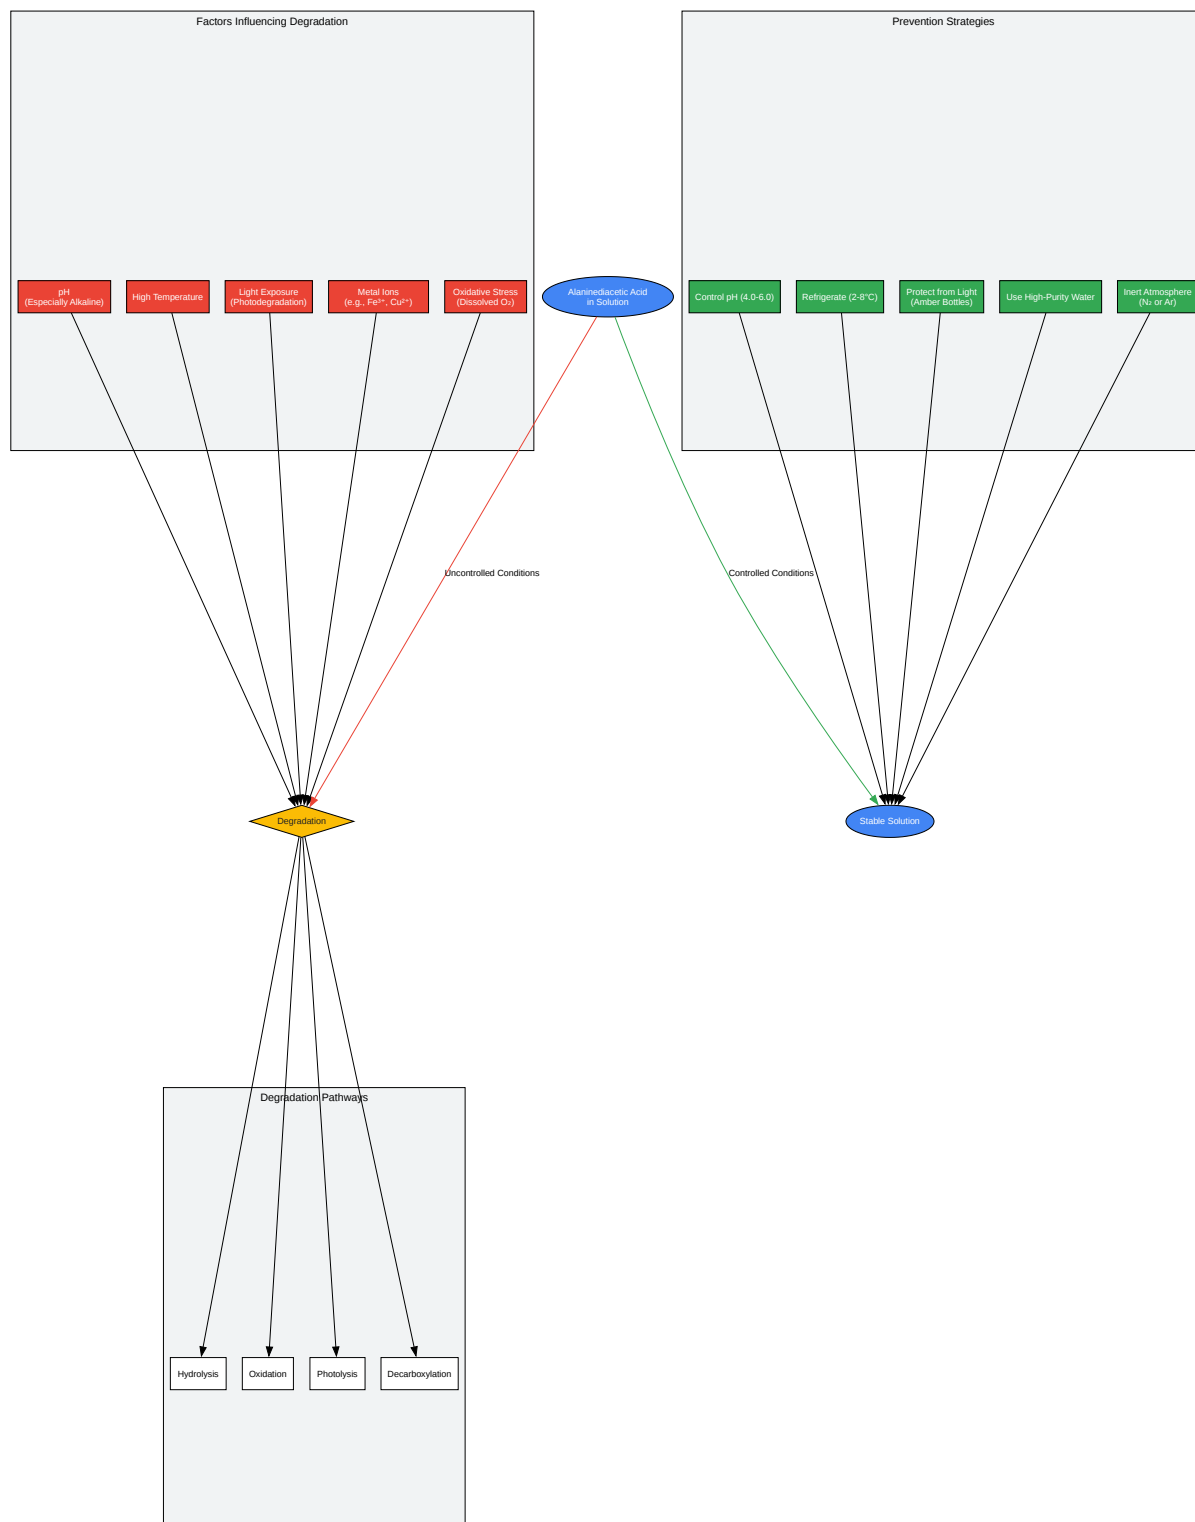 Factors Influencing Degradation
Prevention Strategies
pH
(Especially Alkaline)
High Temperature
Light Exposure
(Photodegradation)
Metal Ions
(e.g., Fe³⁺, Cu²⁺)
Oxidative Stress
(Dissolved O₂)
Alaninediacetic Acid
in Solution
Control pH (4.0-6.0)
Refrigerate (2-8°C)
Protect from Light
(Amber Bottles)
Use High-Purity Water
Inert Atmosphere
(N₂ or Ar)
Uncontrolled Conditions
Controlled Conditions
Degradation
Stable Solution
Degradation Pathways
Hydrolysis
Oxidation
Photolysis
Decarboxylation